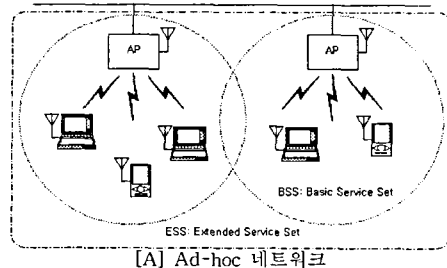 AP
AP
BSS: Basic Service Set
ESS: Extended Service Set
[A] Ad-hoc 네트워크